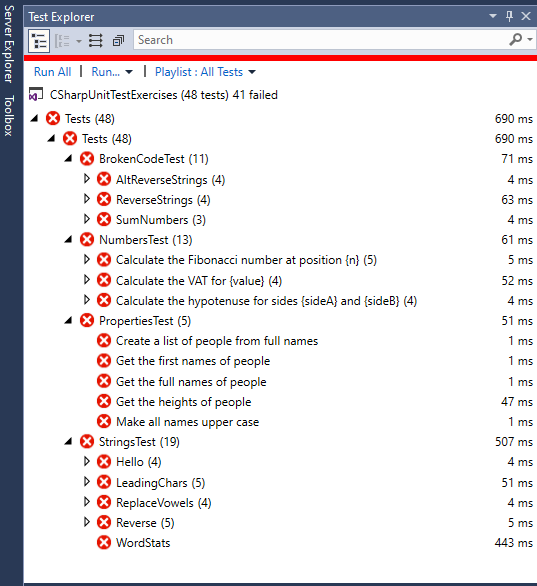 Server Explorer
Toolbox
Test Explorer
Search
Run All | Run... | Playlist : All Tests
CSharpUnitTestExercises (48 tests) 41 failed
Tests (48) 690 ms
Tests (48) 690 ms
BrokenCodeTest (11) 71 ms
AltReverseStrings (4) 4 ms
ReverseStrings (4) 63 ms
SumNumbers (3) 4 ms
NumbersTest (13) 61 ms
Calculate the Fibonacci number at position {n} (5) 5 ms
Calculate the VAT for {value} (4) 52 ms
Calculate the hypotenuse for sides {sideA} and {sideB} (4) 4 ms
PropertiesTest (5) 51 ms
Create a list of people from full names 1 ms
Get the first names of people 1 ms
Get the full names of people 1 ms
Get the heights of people 47 ms
Make all names upper case 1 ms
StringsTest (19) 507 ms
Hello (4) 4 ms
LeadingChars (5) 51 ms
ReplaceVowels (4) 4 ms
Reverse (5) 5 ms
WordStats 443 ms